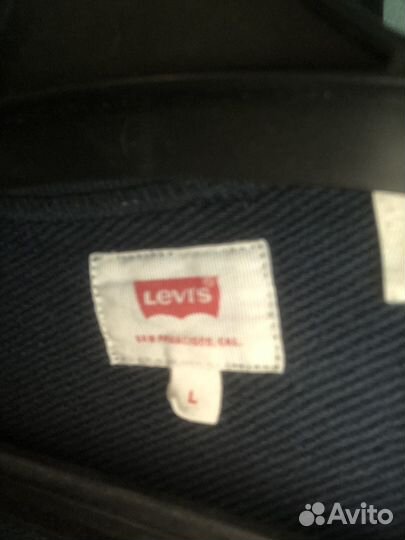 Levi's
SAN FRANCISCO, CAL.
L
Avito